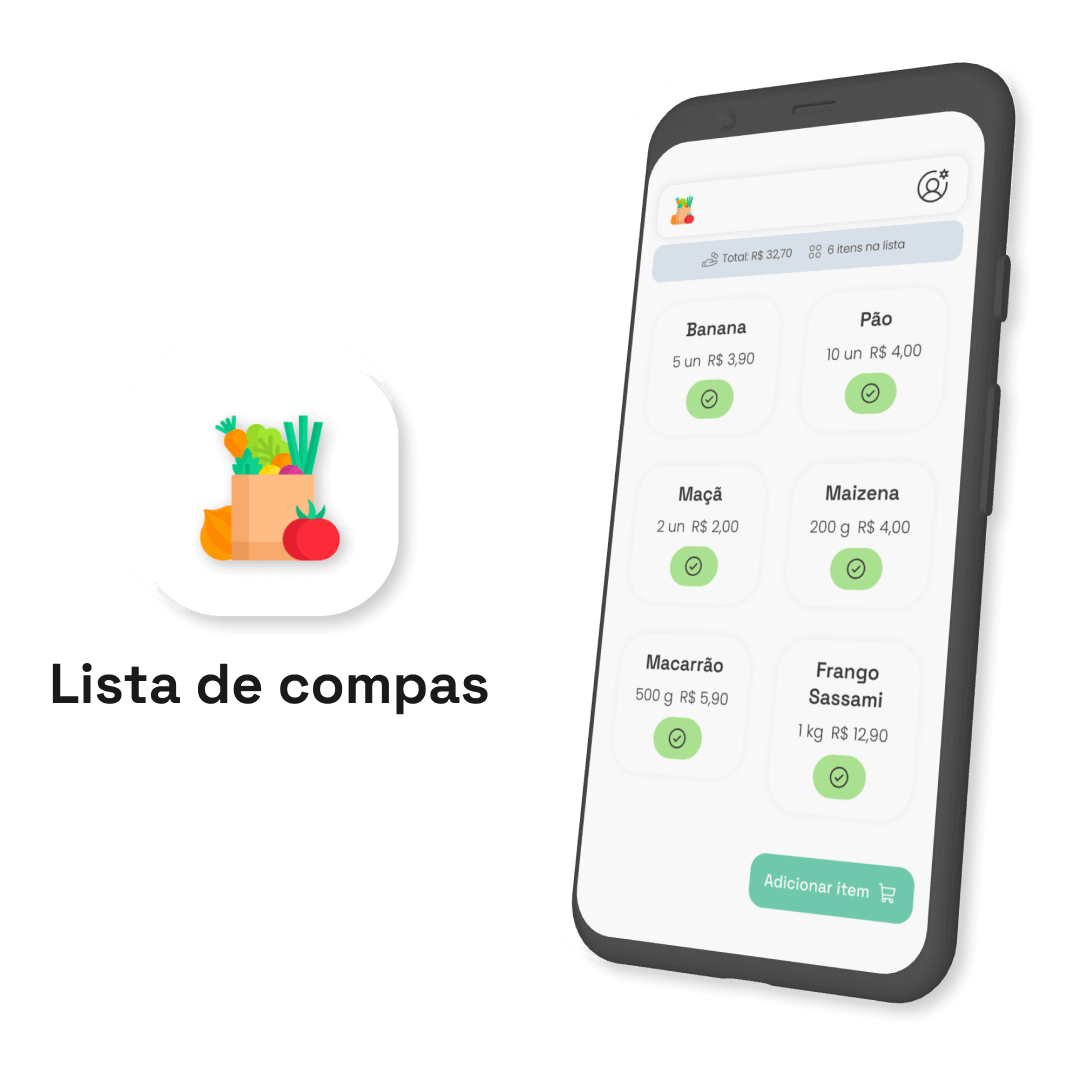 Lista de compas
Total: R$ 32,70 6 itens na lista
Banana
5 un R$ 3,90
Pão
10 un R$ 4,00
Maçã
2 un R$ 2,00
Maizena
200 g R$ 4,00
Macarrão
500 g R$ 5,90
Frango
Sassami
1 kg R$ 12,90
Adicionar item